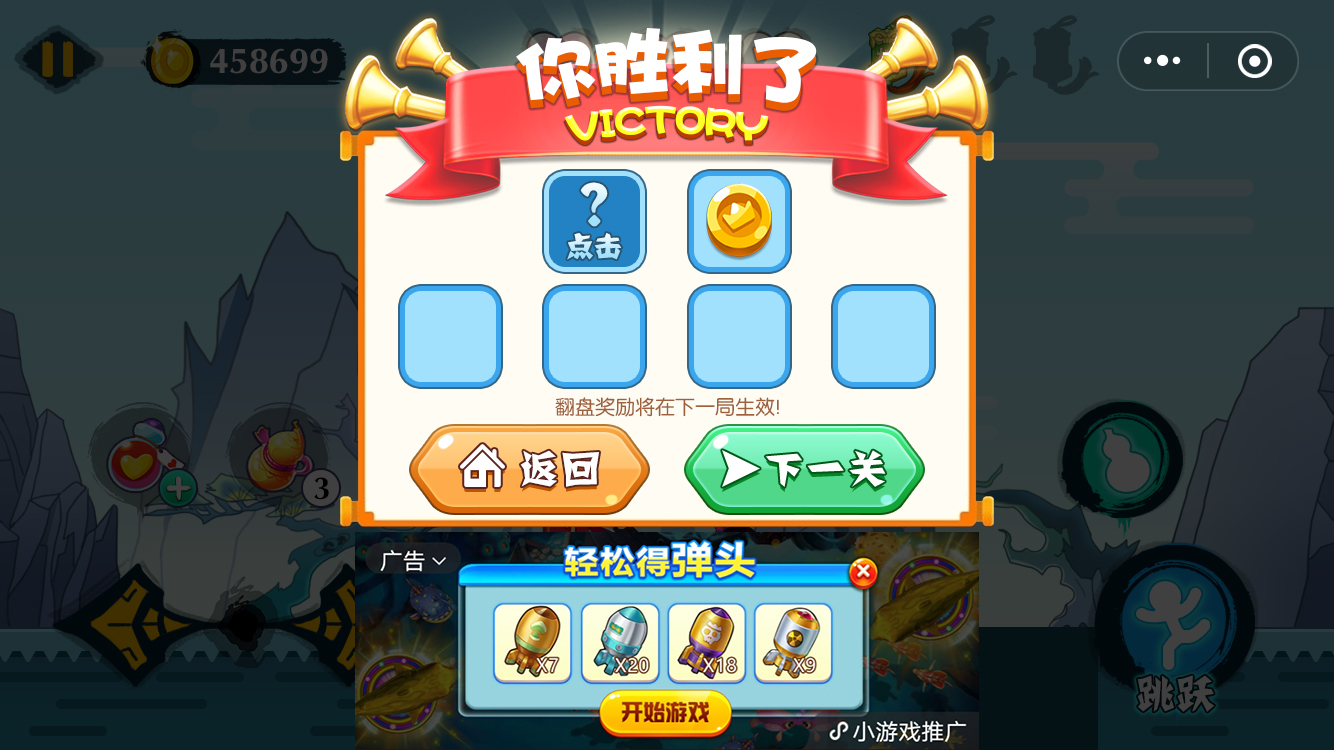 458699
你胜利了
VICTORY
?
点击
翻盘奖励将在下一局生效!
返回
下一关
3
广告
轻松得弹头
X7
X20
X18
X9
开始游戏
小游戏推广
跳跃